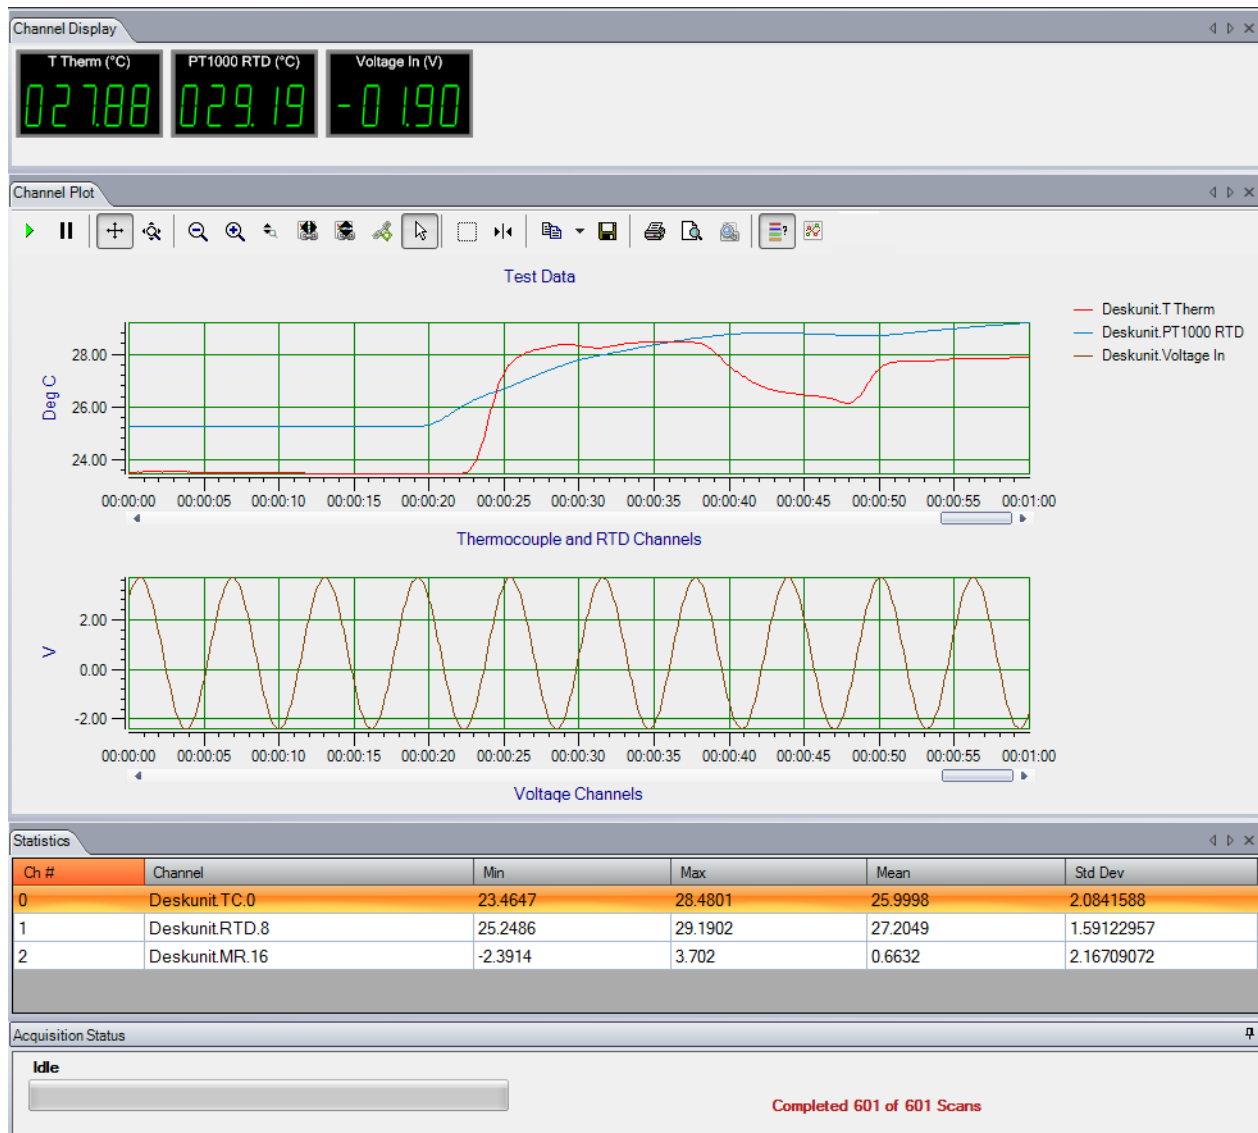 Channel Display
T Therm (°C) PT1000 RTD (°C) Voltage In (V)
027.88 029.19 -01.90
Channel Plot
Test Data
Deskunit.T Therm
Deskunit.PT1000 RTD
Deskunit.Voltage In
28.00
26.00
24.00
Deg C
00:00:00 00:00:05 00:00:10 00:00:15 00:00:20 00:00:25 00:00:30 00:00:35 00:00:40 00:00:45 00:00:50 00:00:55 00:01:00
Thermocouple and RTD Channels
2.00
0.00
-2.00
V
00:00:00 00:00:05 00:00:10 00:00:15 00:00:20 00:00:25 00:00:30 00:00:35 00:00:40 00:00:45 00:00:50 00:00:55 00:01:00
Voltage Channels
Statistics
Ch # Channel Min Max Mean Std Dev
0 Deskunit.TC.0 23.4647 28.4801 25.9998 2.0841588
1 Deskunit.RTD.8 25.2486 29.1902 27.2049 1.59122957
2 Deskunit.MR.16 -2.3914 3.702 0.6632 2.16709072
Acquisition Status
Idle
Completed 601 of 601 Scans